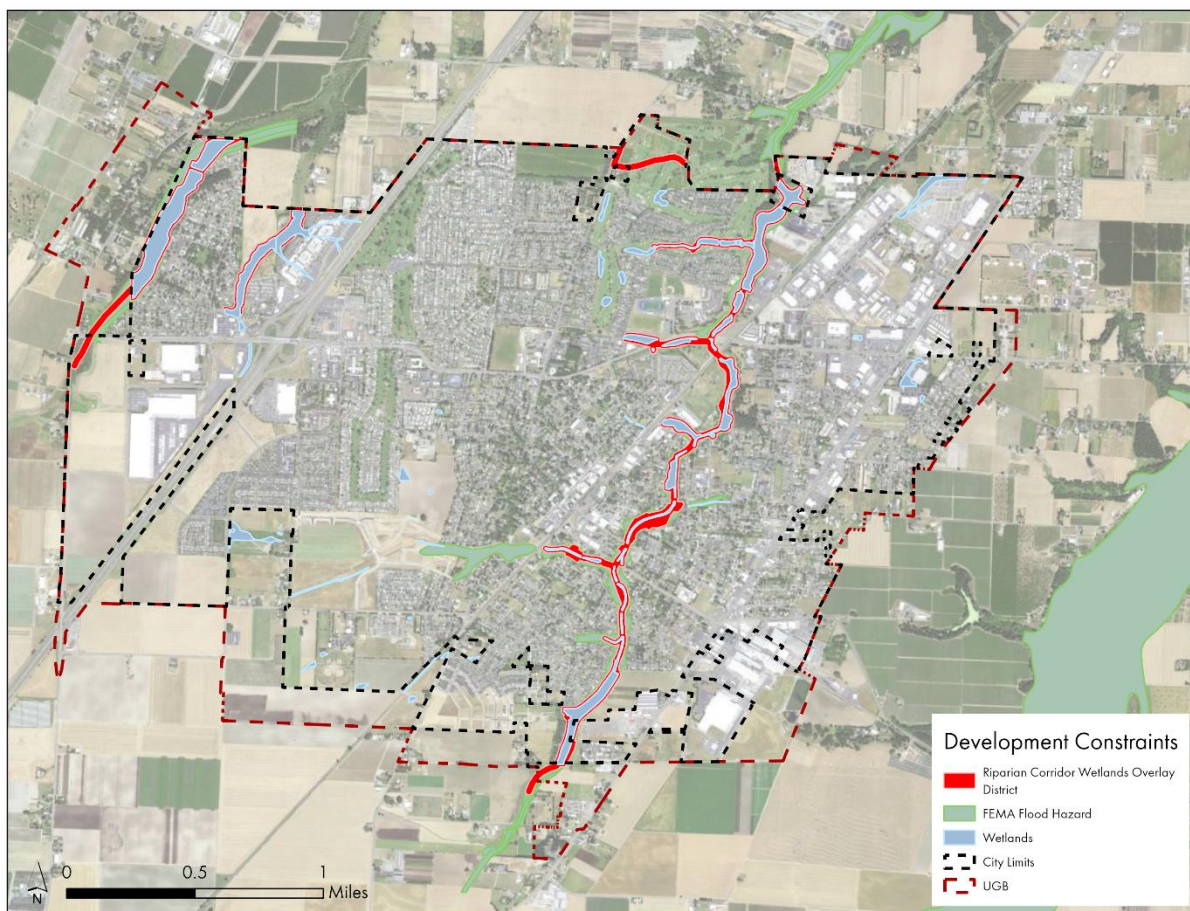 Development Constraints
Riparian Corridor Wetlands Overlay
District
FEMA Flood Hazard
Wetlands
City Limits
UGB
N
0 0.5 1
Miles